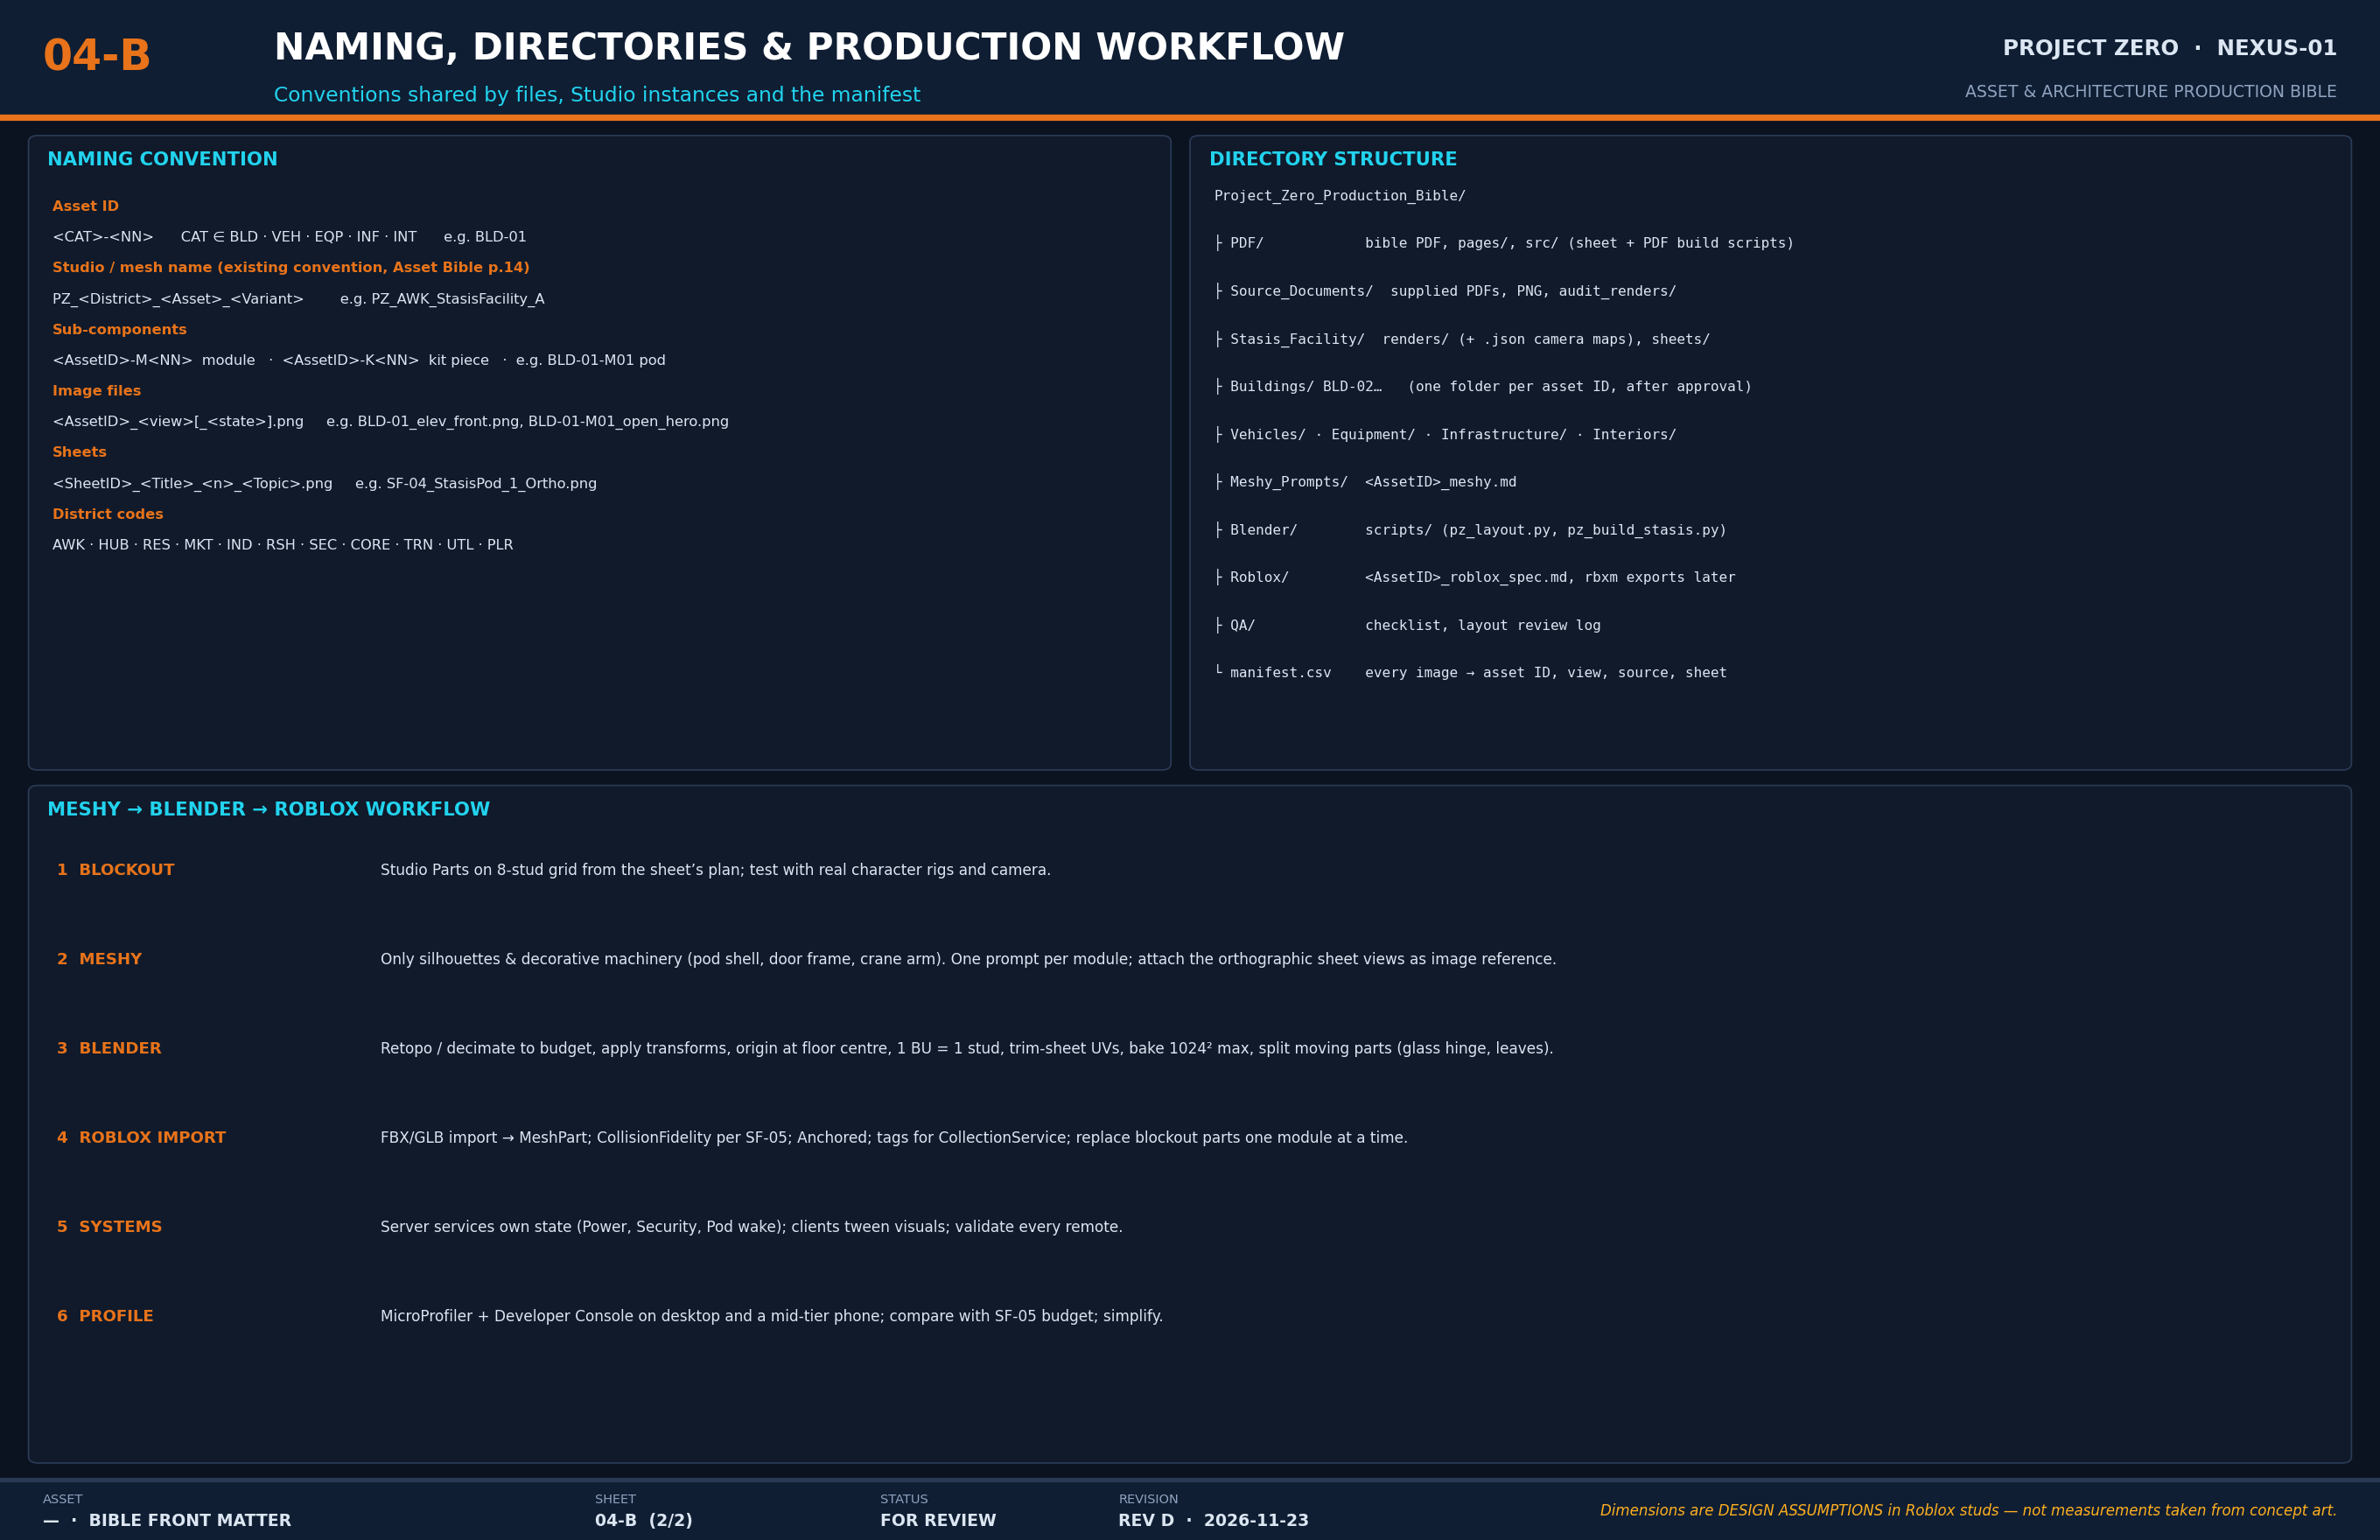 04-B
NAMING, DIRECTORIES & PRODUCTION WORKFLOW
Conventions shared by files, Studio instances and the manifest
PROJECT ZERO · NEXUS-01
ASSET & ARCHITECTURE PRODUCTION BIBLE
NAMING CONVENTION
Asset ID
<CAT>-<NN> CAT ∈ BLD · VEH · EQP · INF · INT e.g. BLD-01
Studio / mesh name (existing convention, Asset Bible p.14)
PZ_<District>_<Asset>_<Variant> e.g. PZ_AWK_StasisFacility_A
Sub-components
<AssetID>-M<NN> module · <AssetID>-K<NN> kit piece · e.g. BLD-01-M01 pod
Image files
<AssetID>_<view>[_<state>].png e.g. BLD-01_elev_front.png, BLD-01-M01_open_hero.png
Sheets
<SheetID>_<Title>_<n>_<Topic>.png e.g. SF-04_StasisPod_1_Ortho.png
District codes
AWK · HUB · RES · MKT · IND · RSH · SEC · CORE · TRN · UTL · PLR
DIRECTORY STRUCTURE
Project_Zero_Production_Bible/
├ PDF/ bible PDF, pages/, src/ (sheet + PDF build scripts)
├ Source_Documents/ supplied PDFs, PNG, audit_renders/
├ Stasis_Facility/ renders/ (+ .json camera maps), sheets/
├ Buildings/ BLD-02… (one folder per asset ID, after approval)
├ Vehicles/ · Equipment/ · Infrastructure/ · Interiors/
├ Meshy_Prompts/ <AssetID>_meshy.md
├ Blender/ scripts/ (pz_layout.py, pz_build_stasis.py)
├ Roblox/ <AssetID>_roblox_spec.md, rbxm exports later
├ QA/ checklist, layout review log
└ manifest.csv every image → asset ID, view, source, sheet
MESHY → BLENDER → ROBLOX WORKFLOW
1 BLOCKOUT Studio Parts on 8-stud grid from the sheet’s plan; test with real character rigs and camera.
2 MESHY Only silhouettes & decorative machinery (pod shell, door frame, crane arm). One prompt per module; attach the orthographic sheet views as image reference.
3 BLENDER Retopo / decimate to budget, apply transforms, origin at floor centre, 1 BU = 1 stud, trim-sheet UVs, bake 1024² max, split moving parts (glass hinge, leaves).
4 ROBLOX IMPORT FBX/GLB import → MeshPart; CollisionFidelity per SF-05; Anchored; tags for CollectionService; replace blockout parts one module at a time.
5 SYSTEMS Server services own state (Power, Security, Pod wake); clients tween visuals; validate every remote.
6 PROFILE MicroProfiler + Developer Console on desktop and a mid-tier phone; compare with SF-05 budget; simplify.
ASSET
— · BIBLE FRONT MATTER
SHEET
04-B (2/2)
STATUS
FOR REVIEW
REVISION
REV D · 2026-11-23
Dimensions are DESIGN ASSUMPTIONS in Roblox studs — not measurements taken from concept art.